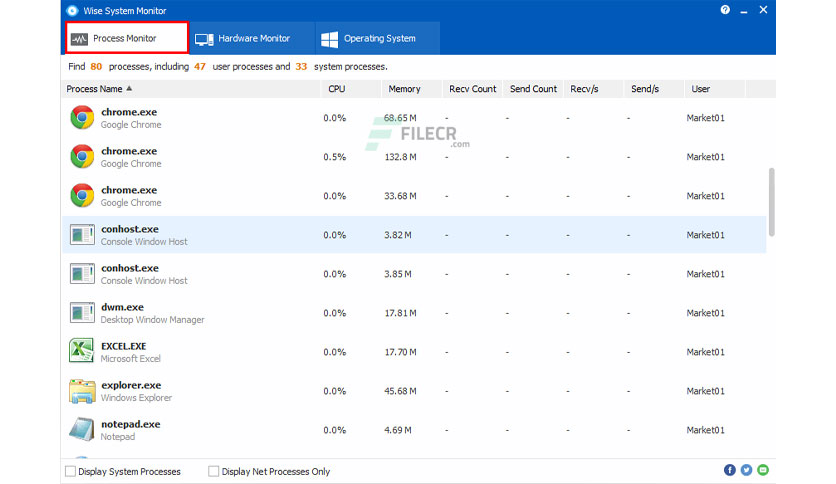 Wise System Monitor
Process Monitor Hardware Monitor Operating System
Find 80 processes, including 47 user processes and 33 system processes.
Process Name CPU Memory Recv Count Send Count Recv/s Send/s User
chrome.exe
Google Chrome
0.0% 68.65 M - - - - Market01
FILECR
.com
chrome.exe
Google Chrome
0.5% 132.8 M - - - - Market01
chrome.exe
Google Chrome
0.0% 33.68 M - - - - Market01
conhost.exe
Console Window Host
0.0% 3.82 M - - - - Market01
conhost.exe
Console Window Host
0.0% 3.85 M - - - - Market01
dwm.exe
Desktop Window Manager
0.0% 17.81 M - - - - Market01
EXCEL.EXE
Microsoft Excel
0.0% 17.70 M - - - - Market01
explorer.exe
Windows Explorer
0.0% 45.68 M - - - - Market01
notepad.exe
Notepad
0.0% 4.69 M - - - - Market01
Display System Processes Display Net Processes Only